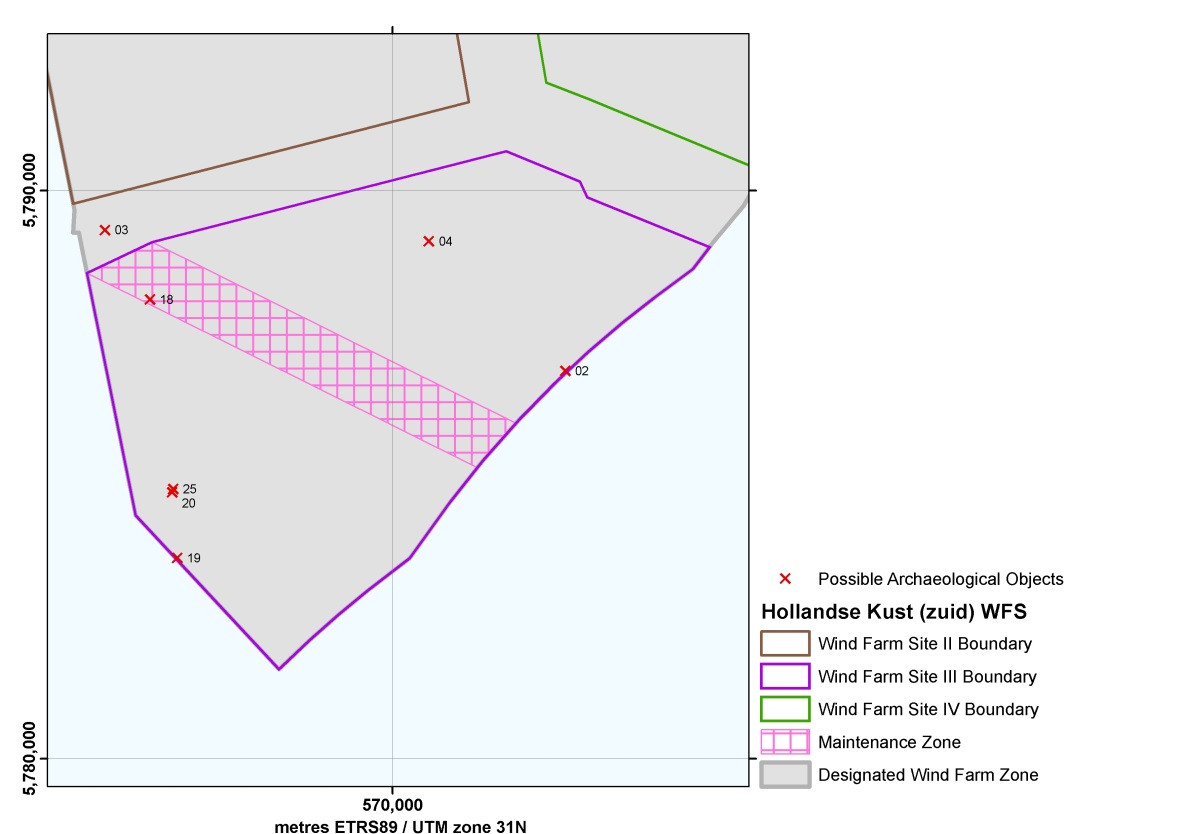 5,790,000
03
04
18
02
25
20
19
5,780,000
570,000
metres ETRS89 / UTM zone 31N
Possible Archaeological Objects
Hollandse Kust (zuid) WFS
Wind Farm Site II Boundary
Wind Farm Site III Boundary
Wind Farm Site IV Boundary
Maintenance Zone
Designated Wind Farm Zone